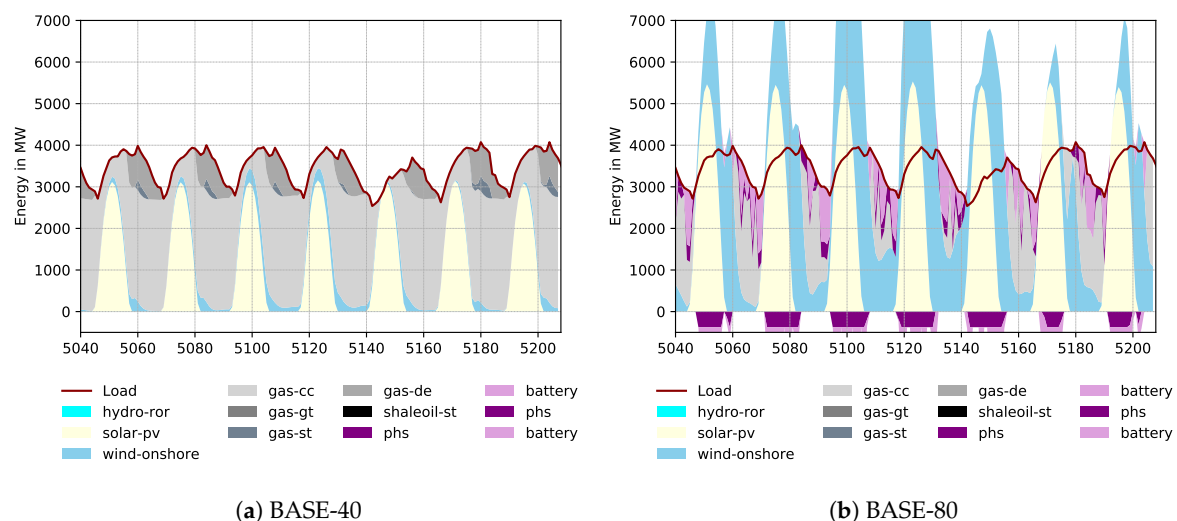 7000 7000
6000 6000
5000 5000
4000 4000
3000 3000
2000 2000
1000 1000
0 0
Energy in MW Energy in MW
5040 5060 5080 5100 5120 5140 5160 5180 5200 5040 5060 5080 5100 5120 5140 5160 5180 5200
Load gas-cc gas-de battery Load gas-cc gas-de battery
hydro-ror gas-gt shaleoil-st phs hydro-ror gas-gt shaleoil-st phs
solar-pv gas-st phs battery solar-pv gas-st phs battery
wind-onshore wind-onshore
(a) BASE-40 (b) BASE-80